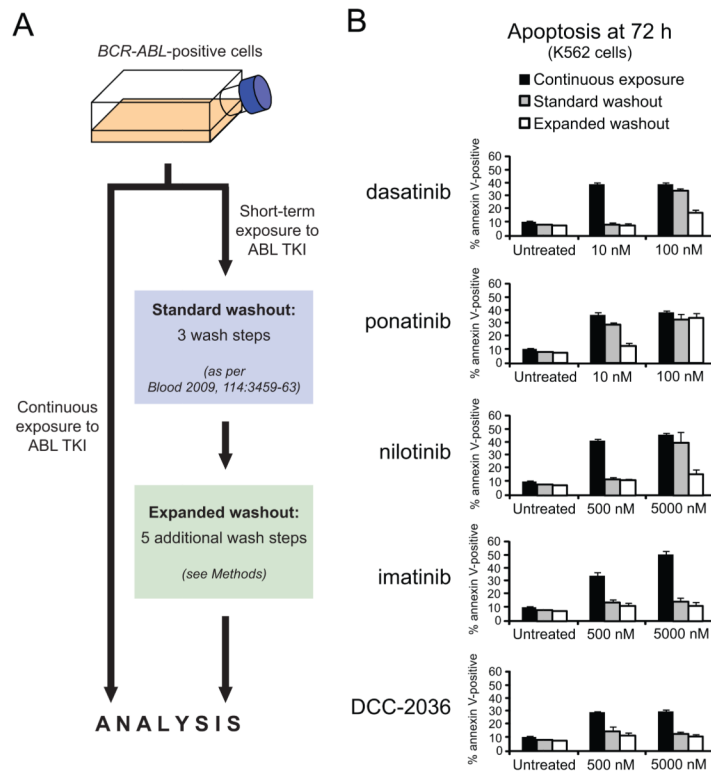 A
BCR-ABL-positive cells
Short-term
exposure to
ABL TKI
Standard washout:
3 wash steps
(as per
Blood 2009, 114:3459-63)
Continuous
exposure to
ABL TKI
Expanded washout:
5 additional wash steps
(see Methods)
ANALYSIS
B
Apoptosis at 72 h
(K562 cells)
Continuous exposure
Standard washout
Expanded washout
dasatinib
% annexin V-positive
60
50
40
30
20
10
0
Untreated 10 nM 100 nM
ponatinib
% annexin V-positive
60
50
40
30
20
10
0
Untreated 10 nM 100 nM
nilotinib
% annexin V-positive
60
50
40
30
20
10
0
Untreated 500 nM 5000 nM
imatinib
% annexin V-positive
60
50
40
30
20
10
0
Untreated 500 nM 5000 nM
DCC-2036
% annexin V-positive
60
50
40
30
20
10
0
Untreated 500 nM 5000 nM